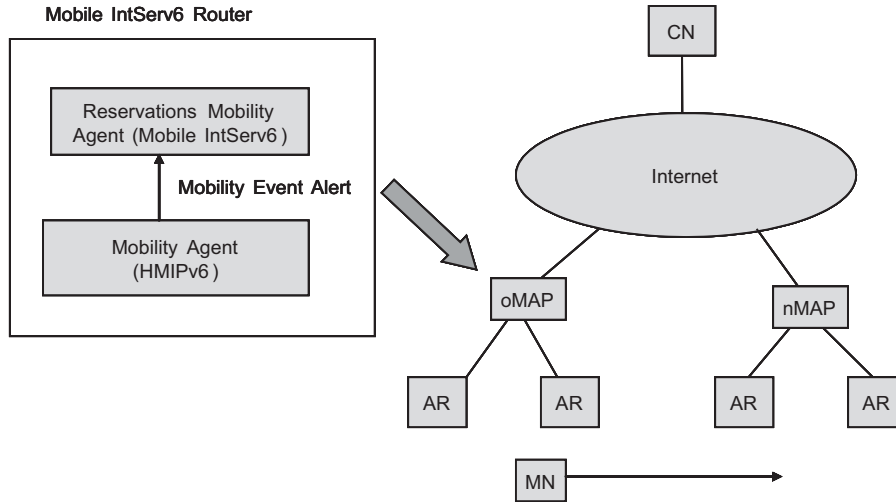 Mobile IntServ6 Router
Reservations Mobility
Agent (Mobile IntServ6 )
Mobility Event Alert
Mobility Agent
(HMIPv6 )
CN
Internet
oMAP
nMAP
AR
AR
AR
AR
MN